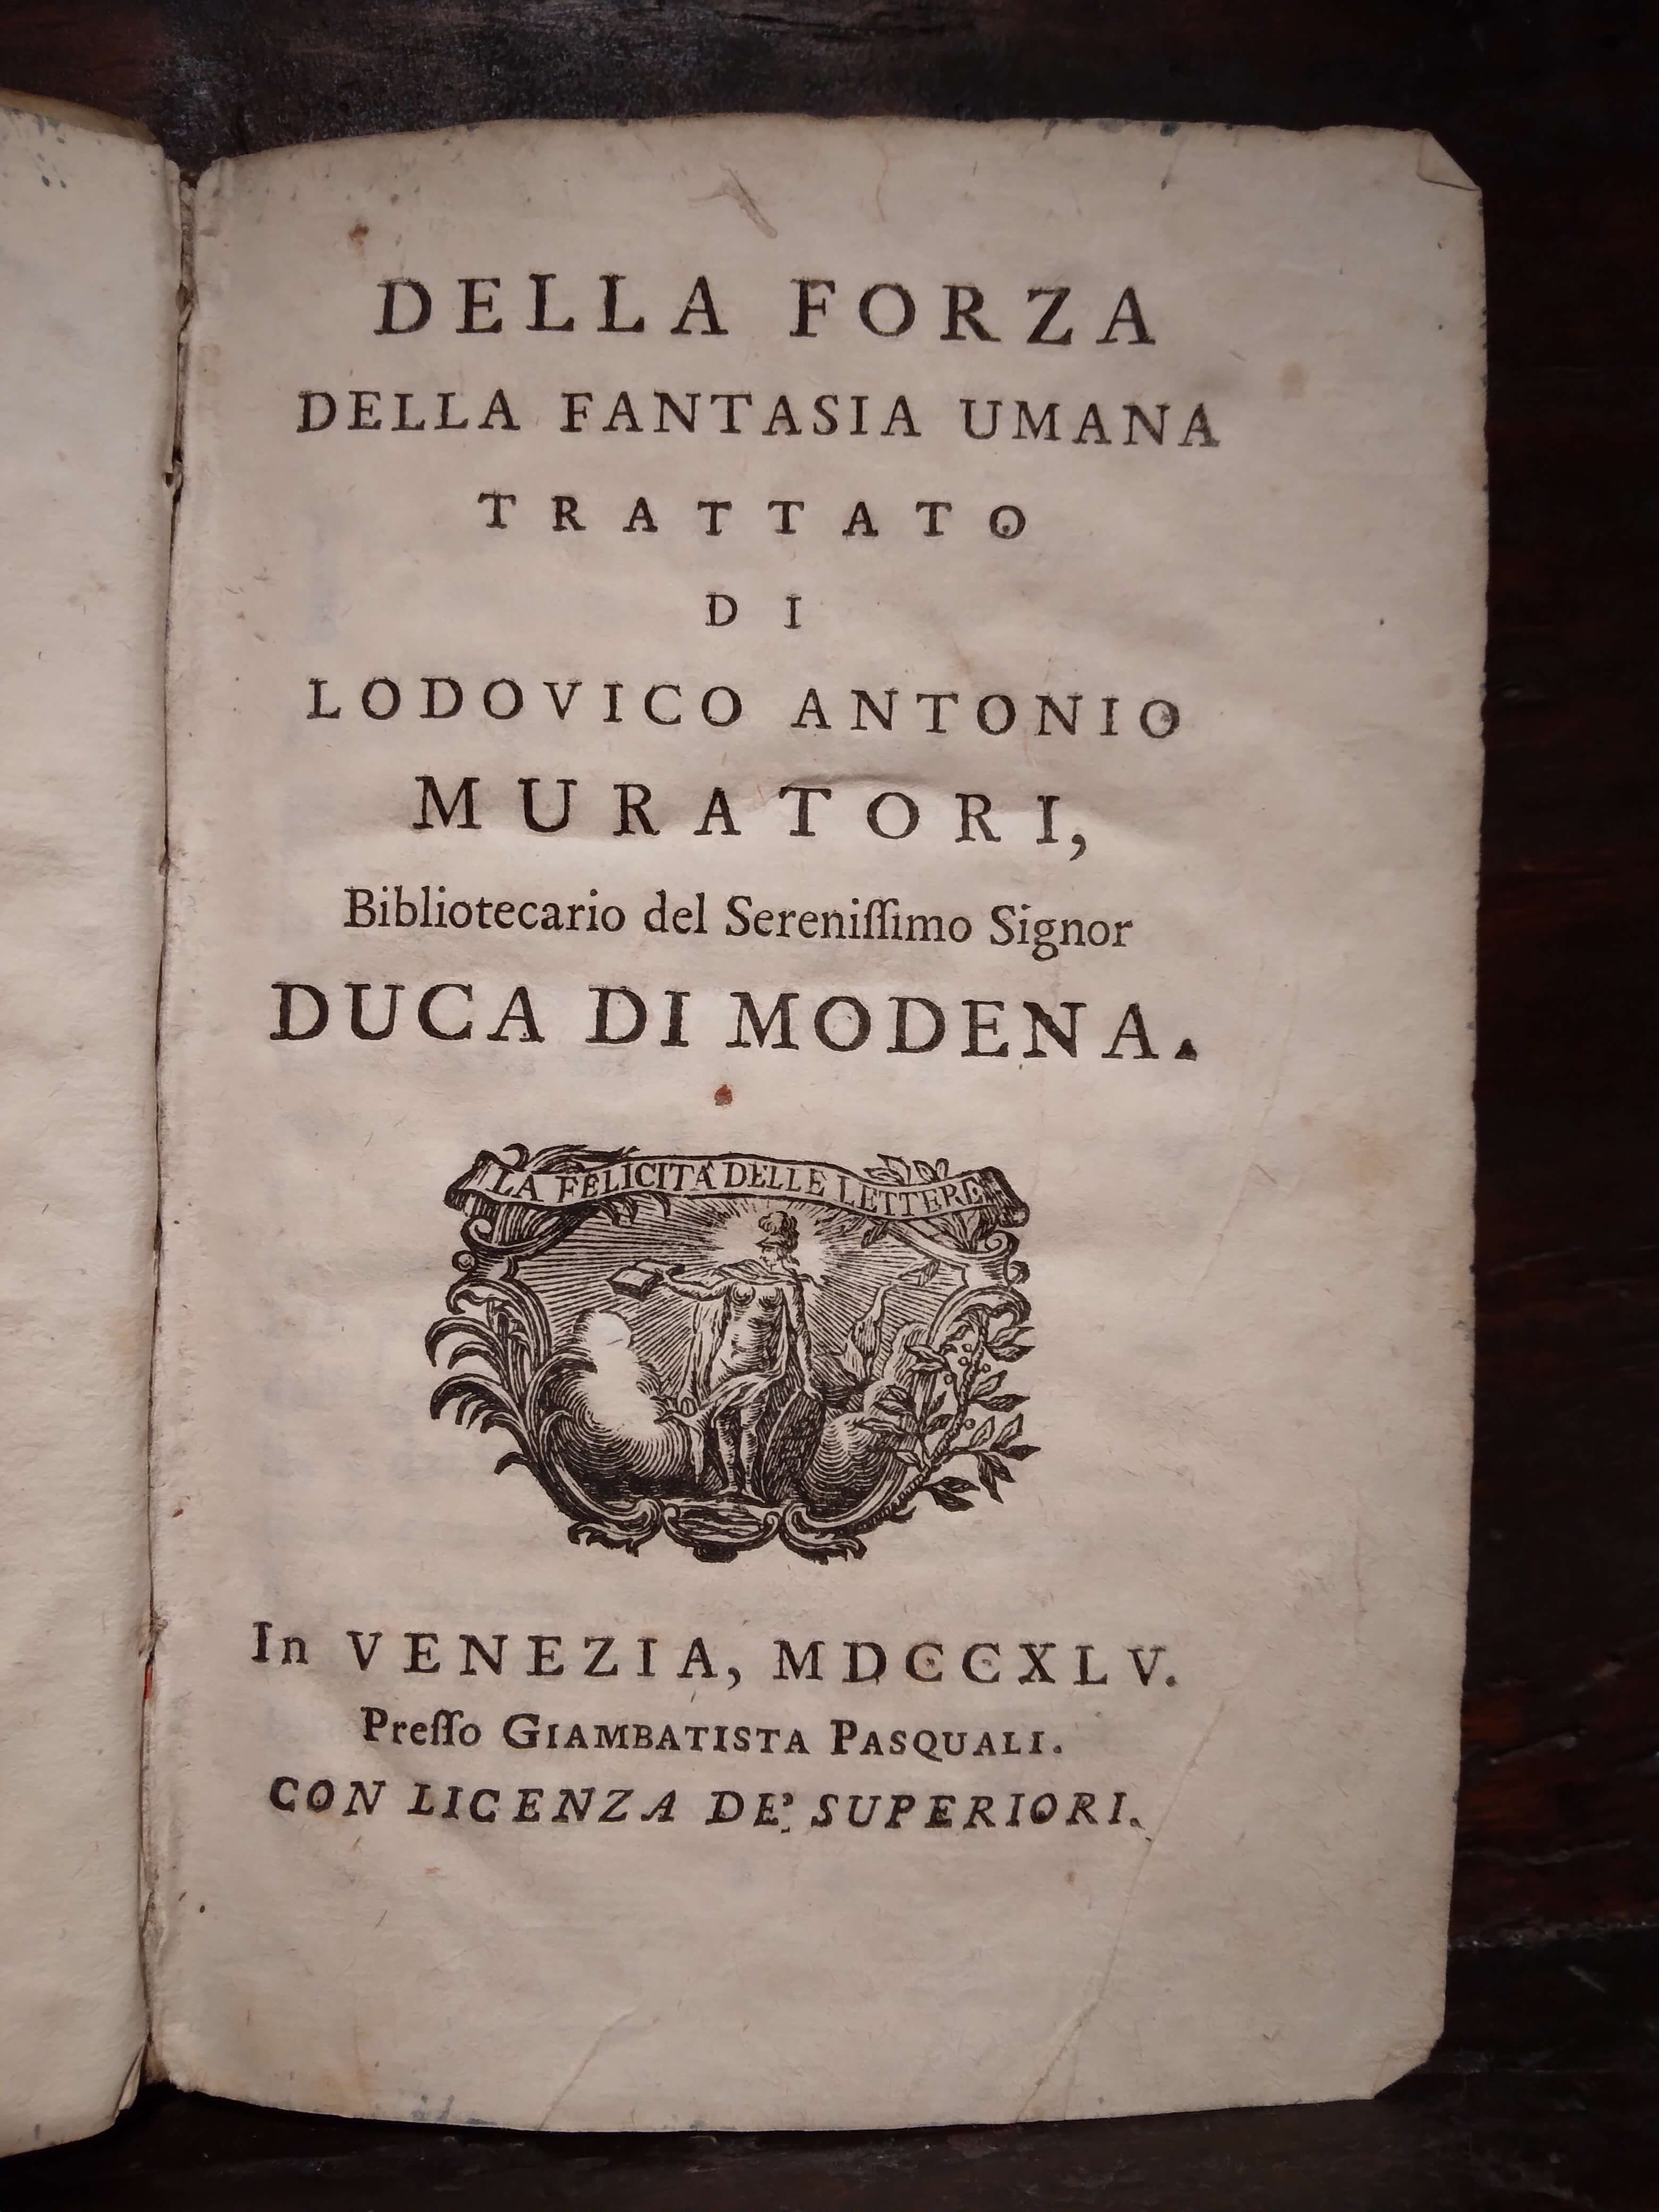 DELLA FORZA
DELLA FANTASIA UMANA
TRATTATO
DI
LODOVICO ANTONIO
MURATORI,
Bibliotecario del Sereniſſimo Signor
DUCA DI MODENA.
LA FELICITÀ DELLE LETTERE
In VENEZIA, MDCCXLV.
Preſſo GIAMBATISTA PASQUALI.
CON LICENZA DE' SUPERIORI.